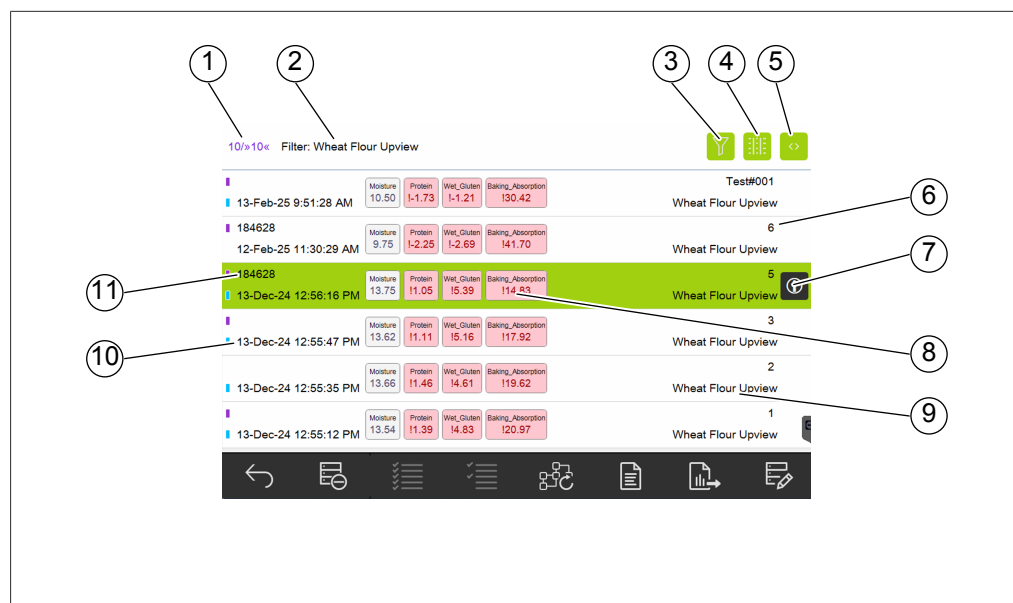 1 2 3 4 5
10/»10« Filter: Wheat Flour Upview
<>
Moisture Protein Wet_Gluten Baking_Absorption Test#001
13-Feb-25 9:51:28 AM 10.50 !-1.73 !-1.21 !30.42 Wheat Flour Upview
6
184628 Moisture Protein Wet_Gluten Baking_Absorption 6
12-Feb-25 11:30:29 AM 9.75 !-2.25 !-2.69 !41.70 Wheat Flour Upview
7
184628 Moisture Protein Wet_Gluten Baking_Absorption 5
11
13-Dec-24 12:56:16 PM 13.75 !1.05 !5.39 !14.83 Wheat Flour Upview
Moisture Protein Wet_Gluten Baking_Absorption 3
13-Dec-24 12:55:47 PM 13.62 !1.11 !5.16 !17.92 Wheat Flour Upview
10 8
Moisture Protein Wet_Gluten Baking_Absorption 2
13-Dec-24 12:55:35 PM 13.66 !1.46 !4.61 !19.62 Wheat Flour Upview
9
Moisture Protein Wet_Gluten Baking_Absorption 1
13-Dec-24 12:55:12 PM 13.54 !1.39 !4.83 !20.97 Wheat Flour Upview